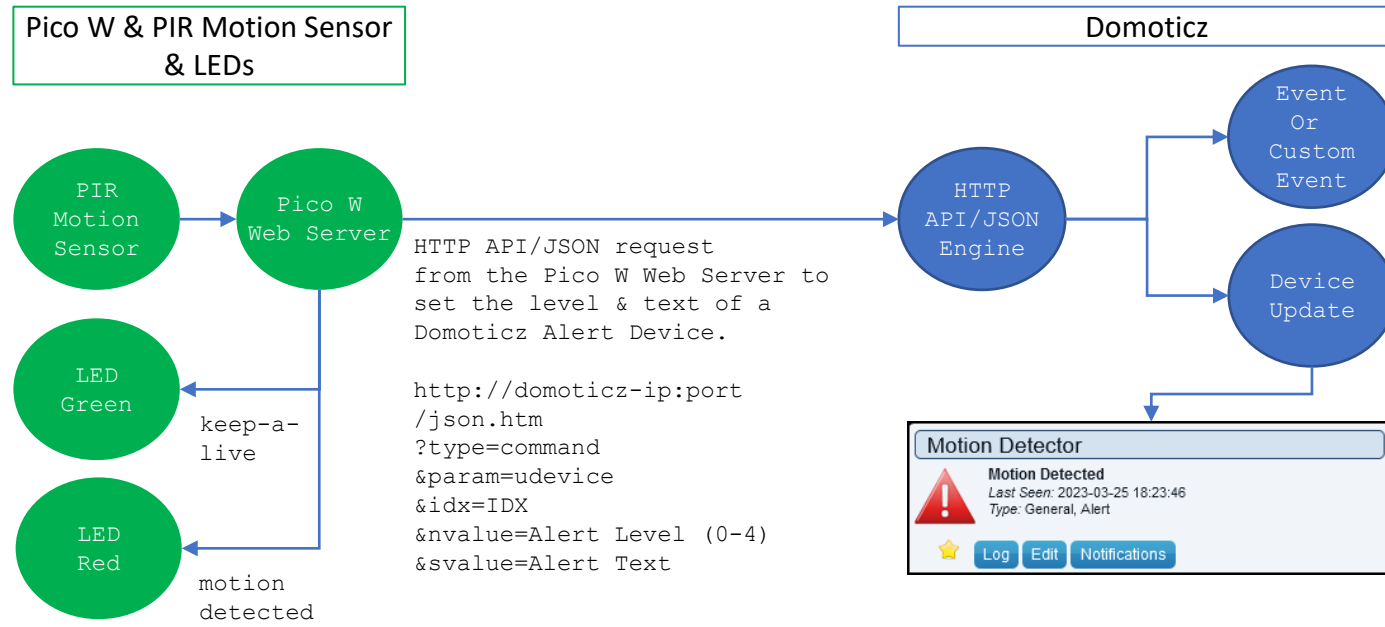 Pico W & PIR Motion Sensor
& LEDs
Domoticz
PIR
Motion
Sensor
Pico W
Web Server
HTTP API/JSON request
from the Pico W Web Server to
set the level & text of a
Domoticz Alert Device.
http://domoticz-ip:port
/json.htm
?type=command
&param=udevice
&idx=IDX
&nvalue=Alert Level (0-4)
&svalue=Alert Text
LED
Green
keep-a-
live
LED
Red
motion
detected
HTTP
API/JSON
Engine
Event
Or
Custom
Event
Device
Update
Motion Detector
Motion Detected
Last Seen: 2023-03-25 18:23:46
Type: General, Alert
Log Edit Notifications